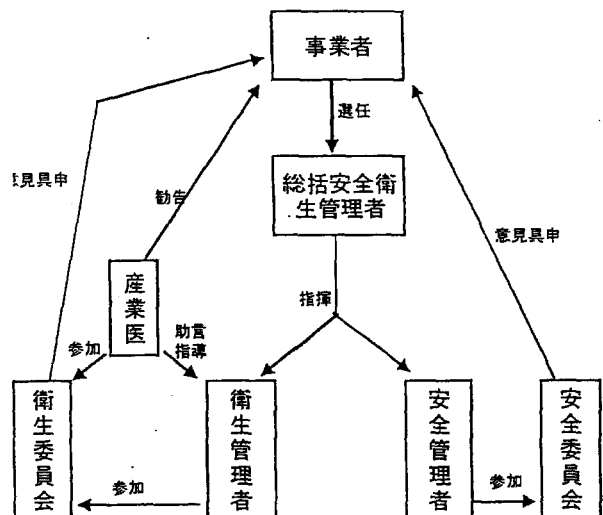 事業者
選任
総括安全衛
生管理者
見具申
勧告
意見具申
産業医
指揮
参加
助言
指導
衛生委員会
衛生管理者
安全管理者
安全委員会
参加
参加